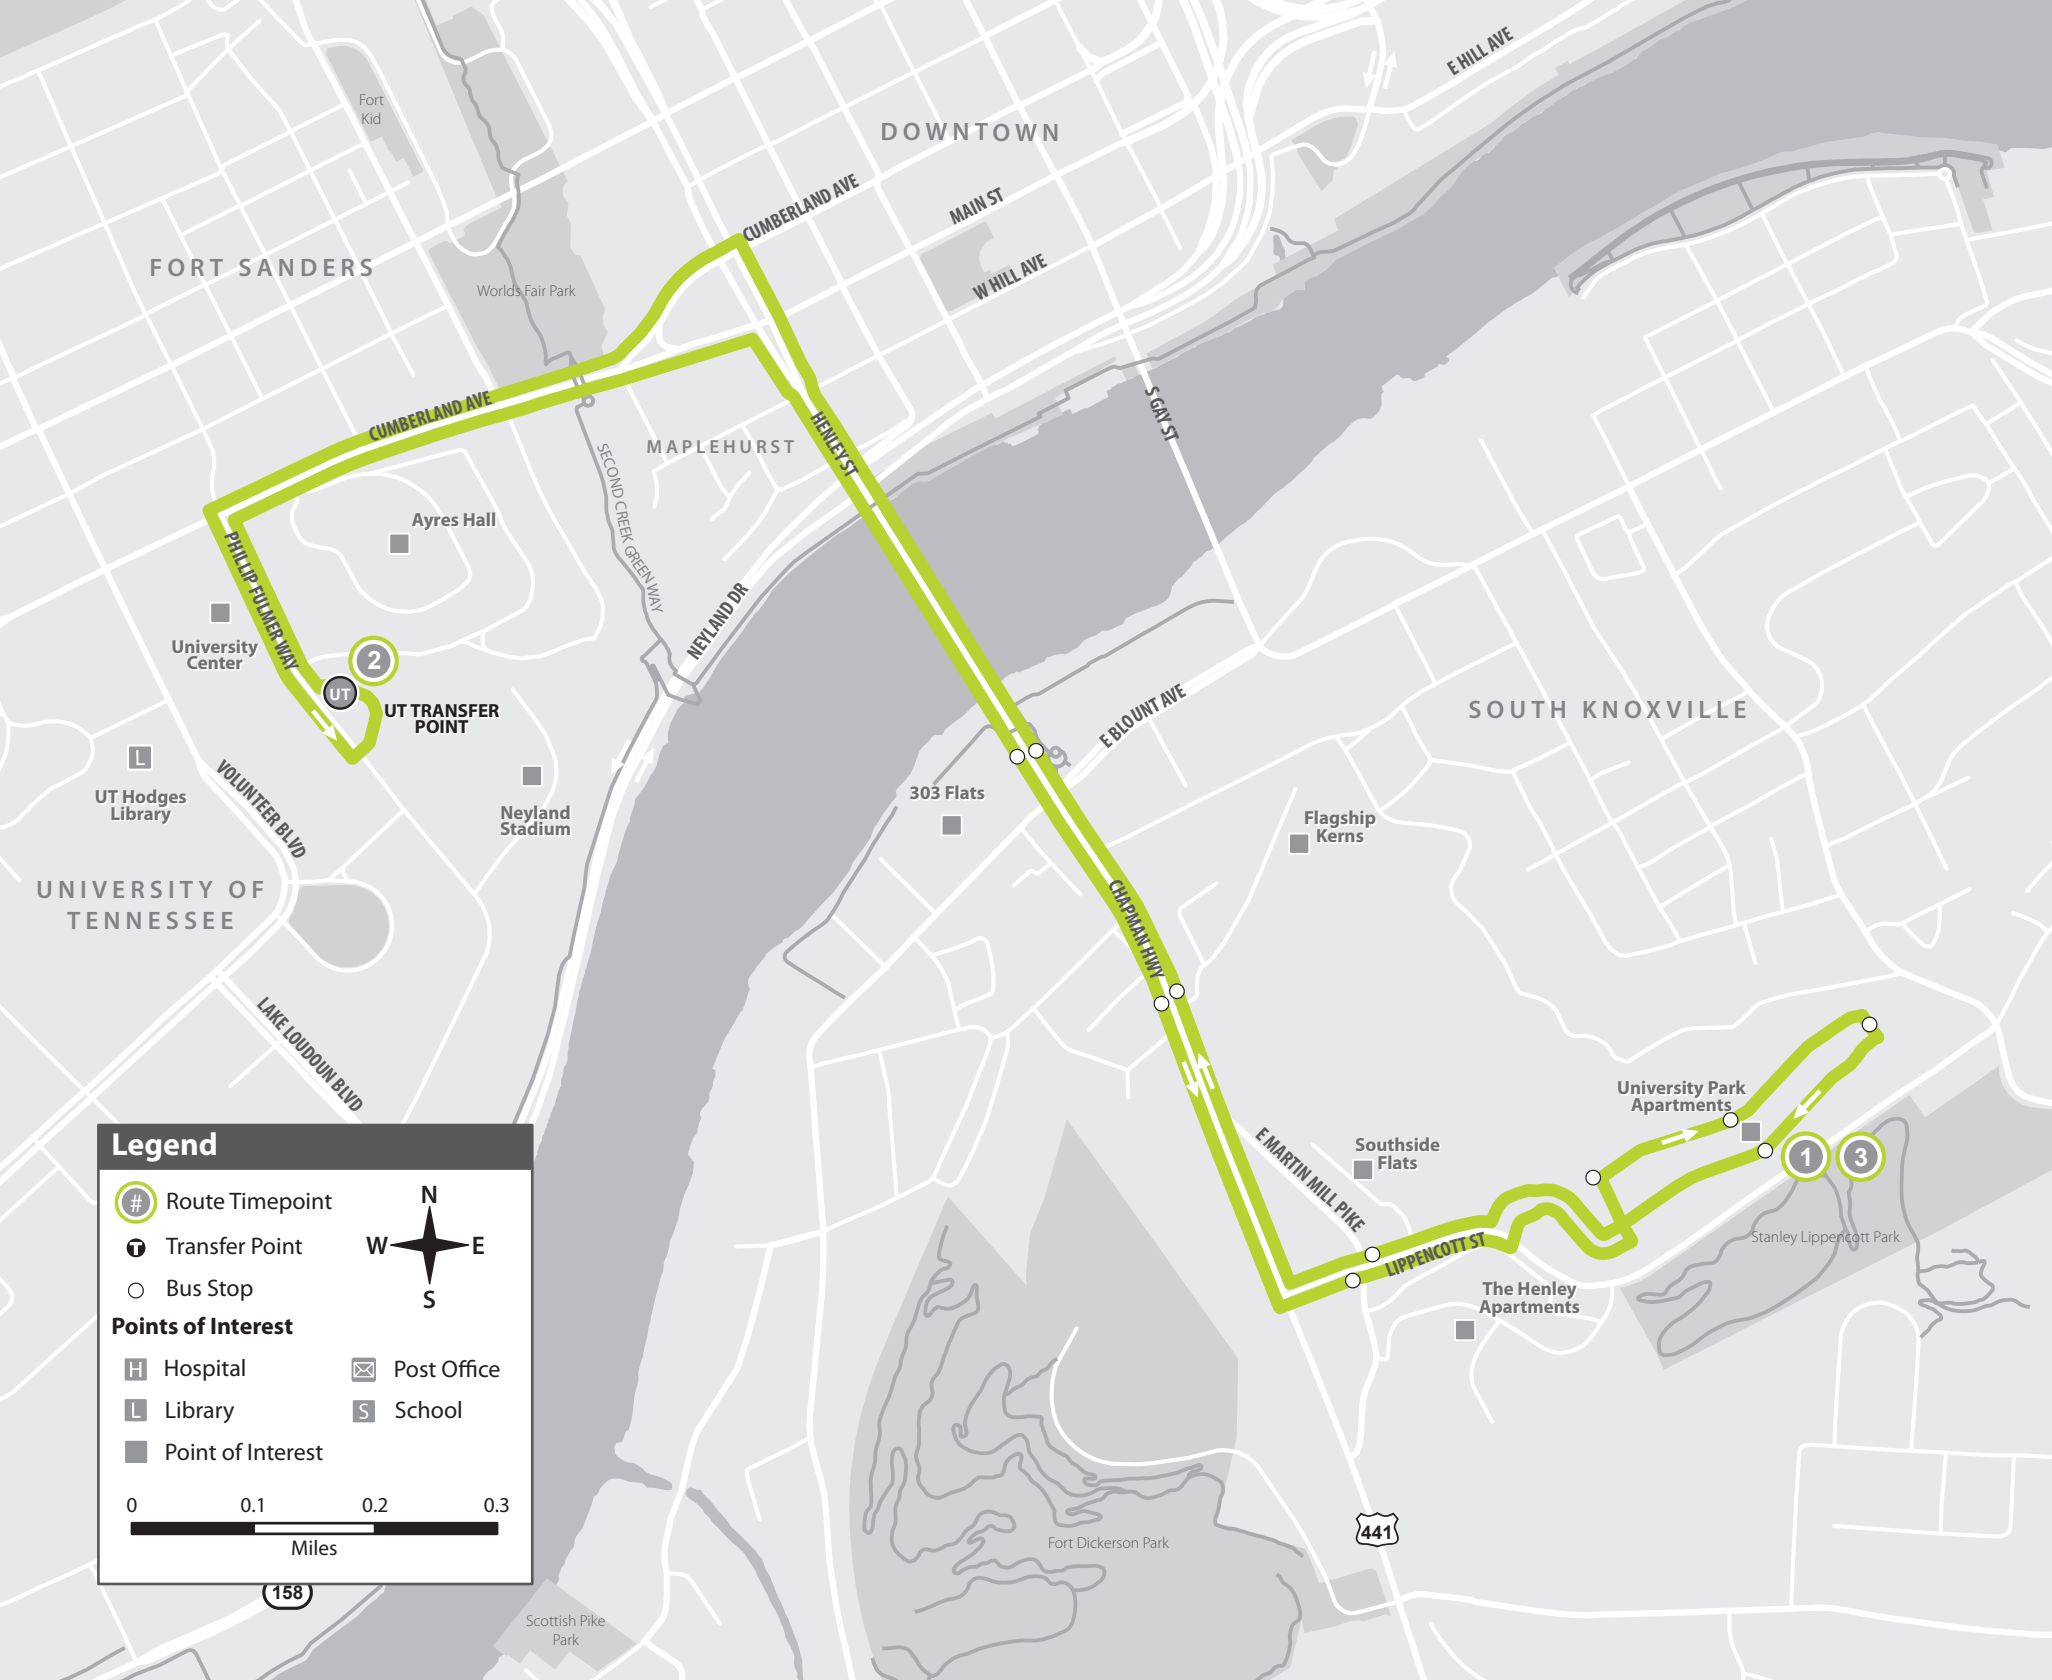 E HILL AVE
Fort
Kid
DOWNTOWN
CUMBERLAND AVE
MAIN ST
W HILL AVE
FORT SANDERS
Worlds Fair Park
CUMBERLAND AVE
HENLEY ST
S GAY ST
MAPLEHURST
SECOND CREEK GREENWAY
Ayres Hall
PHILLIP FULMER WAY
University
Center
NEYLAND DR
2
UT
UT TRANSFER
POINT
E BLOUNT AVE
SOUTH KNOXVILLE
L
UT Hodges
Library
VOLUNTEER BLVD
Neyland
Stadium
303 Flats
Flagship
Kerns
UNIVERSITY OF
TENNESSEE
CHAPMAN HWY
LAKE LOUDOUN BLVD
University Park
Apartments
E MARTIN MILL PIKE
Southside
Flats
1
3
LIPPENCOTT ST
Stanley Lippencott Park
The Henley
Apartments
Legend
# Route Timepoint
T Transfer Point
Bus Stop
N
W E
S
Points of Interest
H Hospital
Post Office
L Library
S School
Point of Interest
0 0.1 0.2 0.3
Miles
158
441
Fort Dickerson Park
Scottish Pike
Park